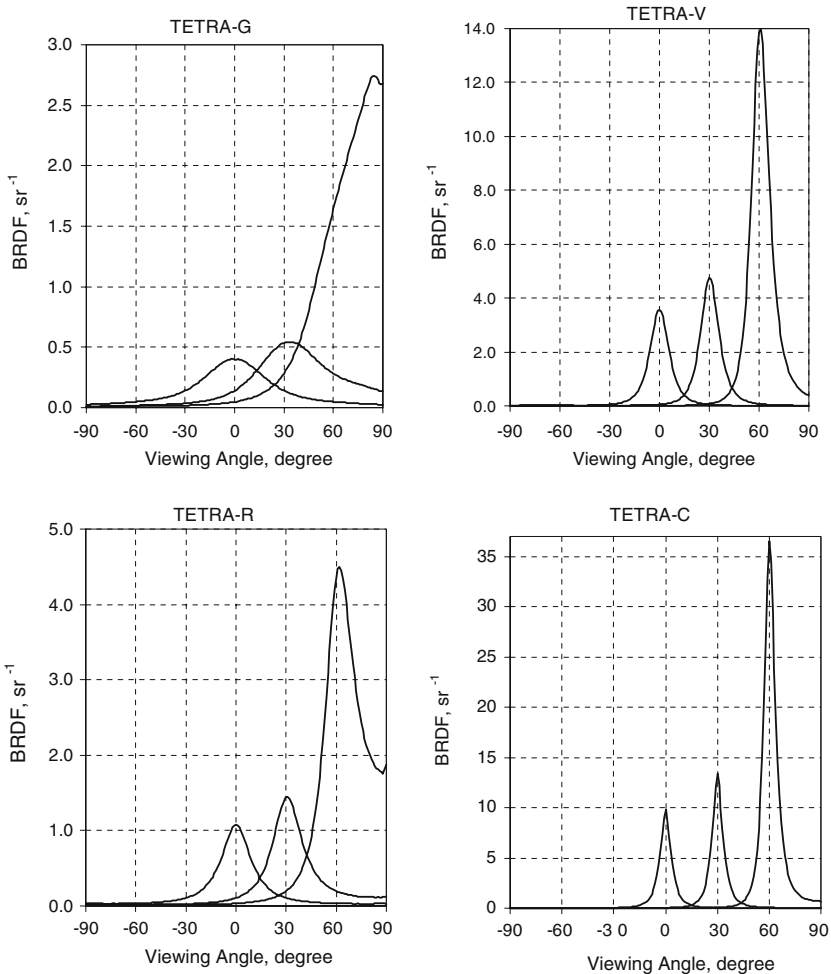 TETRA-G
3.0
2.5
2.0
1.5
1.0
0.5
0.0
BRDF, sr -1
-90 -60 -30 0 30 60 90
Viewing Angle, degree
TETRA-V
14.0
12.0
10.0
8.0
6.0
4.0
2.0
0.0
BRDF, sr -1
-90 -60 -30 0 30 60 90
Viewing Angle, degree
TETRA-R
5.0
4.0
3.0
2.0
1.0
0.0
BRDF, sr -1
-90 -60 -30 0 30 60 90
Viewing Angle, degree
TETRA-C
35
30
25
20
15
10
5
0
BRDF, sr -1
-90 -60 -3 0 0 30 60 90
Viewing Angle, degree